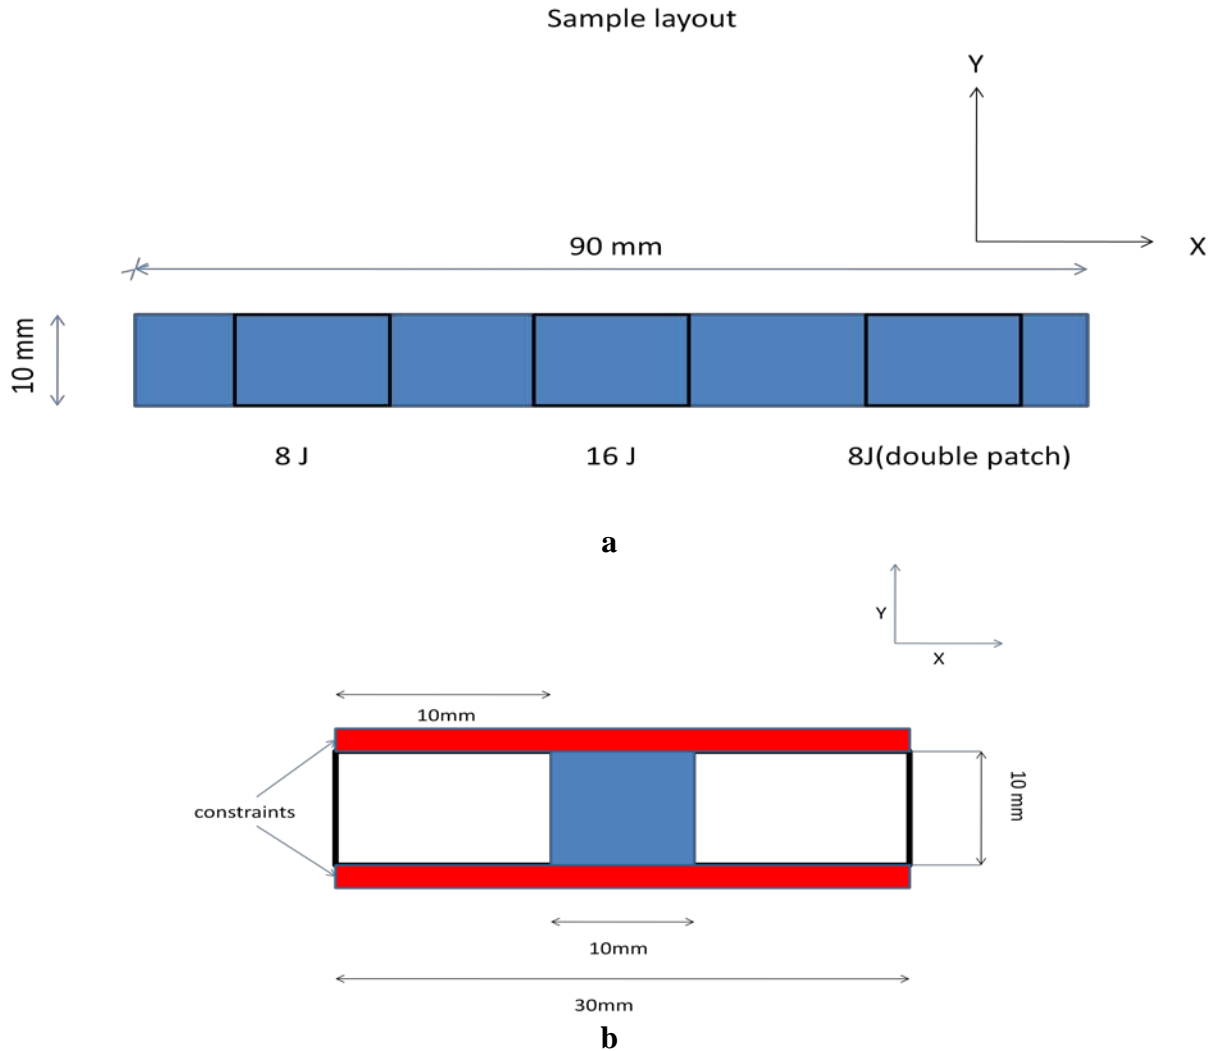 Sample layout
Y
X
90 mm
10 mm
8 J
16 J
8J(double patch)
a
Y
X
10mm
constraints
10 mm
10mm
30mm
b